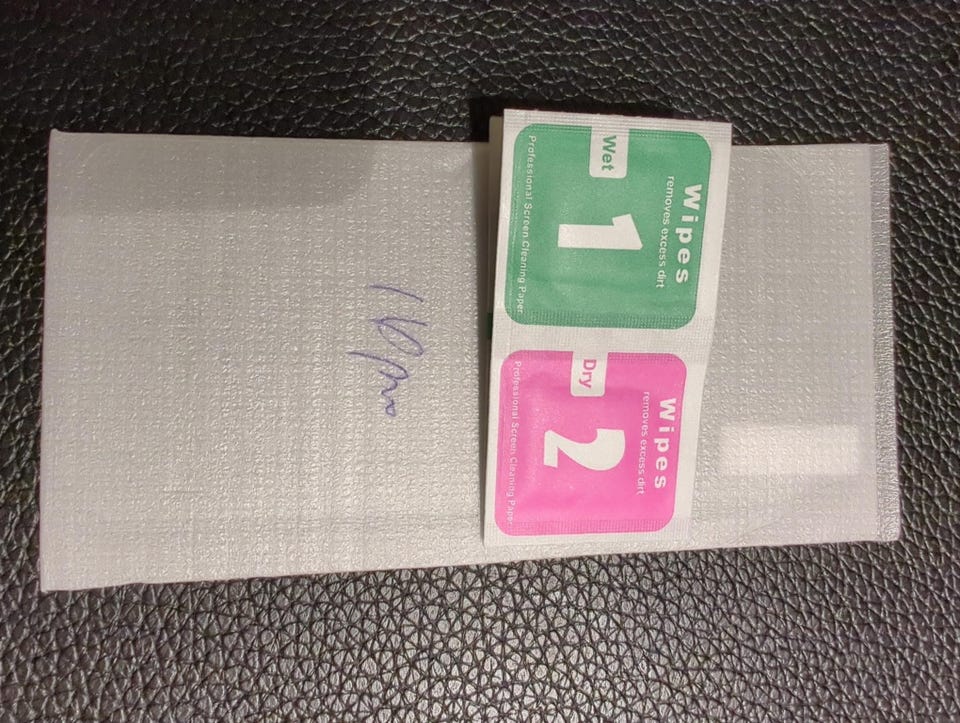 Wipes
removes excess dirt
Wet
1
Professional Screen Cleaning Paper
Wipes
removes excess dirt
Dry
2
Professional Screen Cleaning Paper
16pro